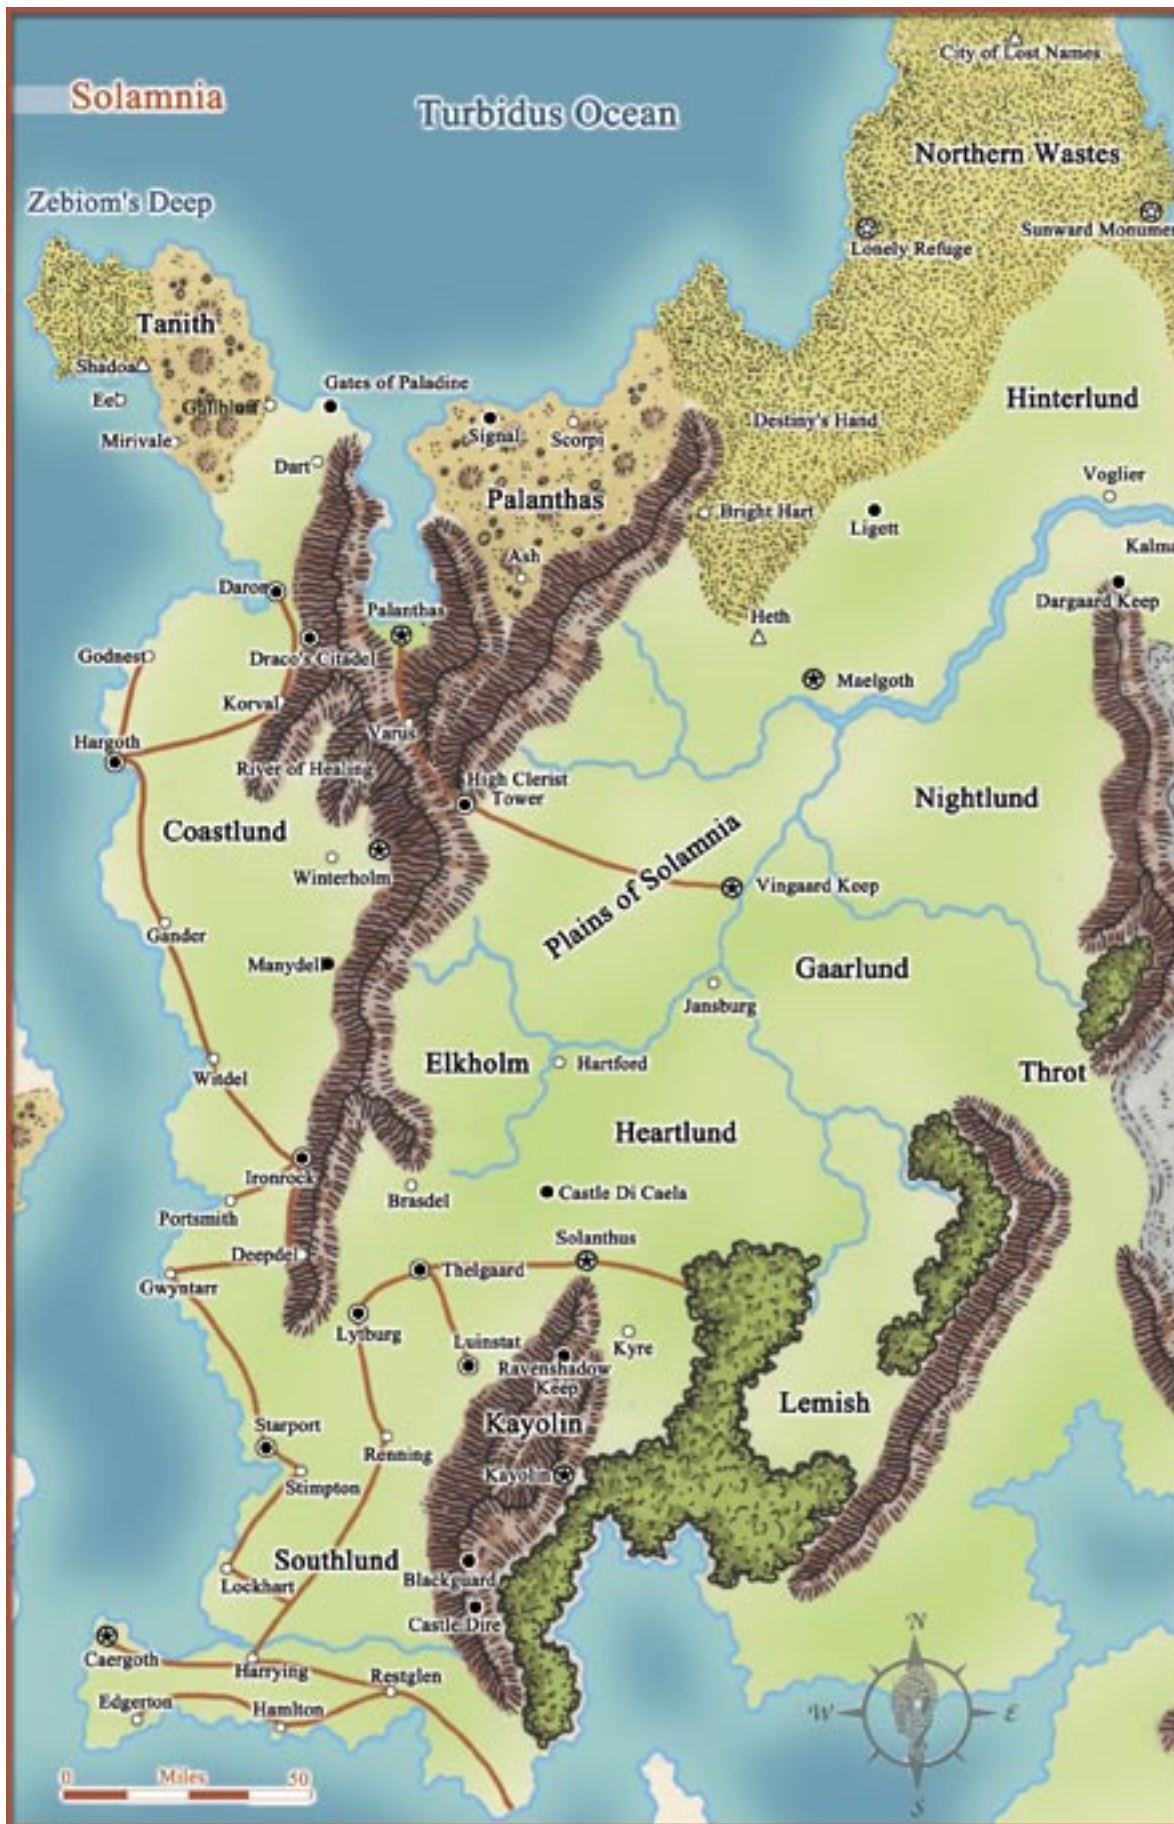 City of Lost Names
Solamnia
Turbidus Ocean
Northern Wastes
Zebiom's Deep
Sunward Monumen
Lonely Refuge
Tanith
Shadoa
Gates of Paladine
Eel
Hinterlund
Destiny's Hand
Signal
Scorpi
Mirivale
Dart
Voglier
Palanthas
Bright Hart
Ligett
Kalma
Ash
Daron
Palanthas
Dargaard Keep
Heth
Godnest
Draco's Citadel
Maelgoth
Korval
Varus
Hargoth
River of Healing
High Clerist
Tower
Nightlund
Coastlund
Plains of Solamnia
Winterholm
Vingaard Keep
Gander
Manydel
Gaarlund
Jansburg
Elkholm
Hartford
Throt
Witdel
Heartlund
Ironrock
Brasdel
Castle Di Caela
Portsmith
Solanthus
Deepdel
Thelgaard
Gwyntarr
Lytburg
Luinstat
Kyre
Ravenshadow
Keep
Lemish
Kayolin
Starport
Renning
Kayolin
Stimpton
Southlund
Blackguard
Lockhart
Castle Dire
N
Caergoth
Harrying
Restglen
Edgerton
Hamlton
W
E
0 Miles 50
S